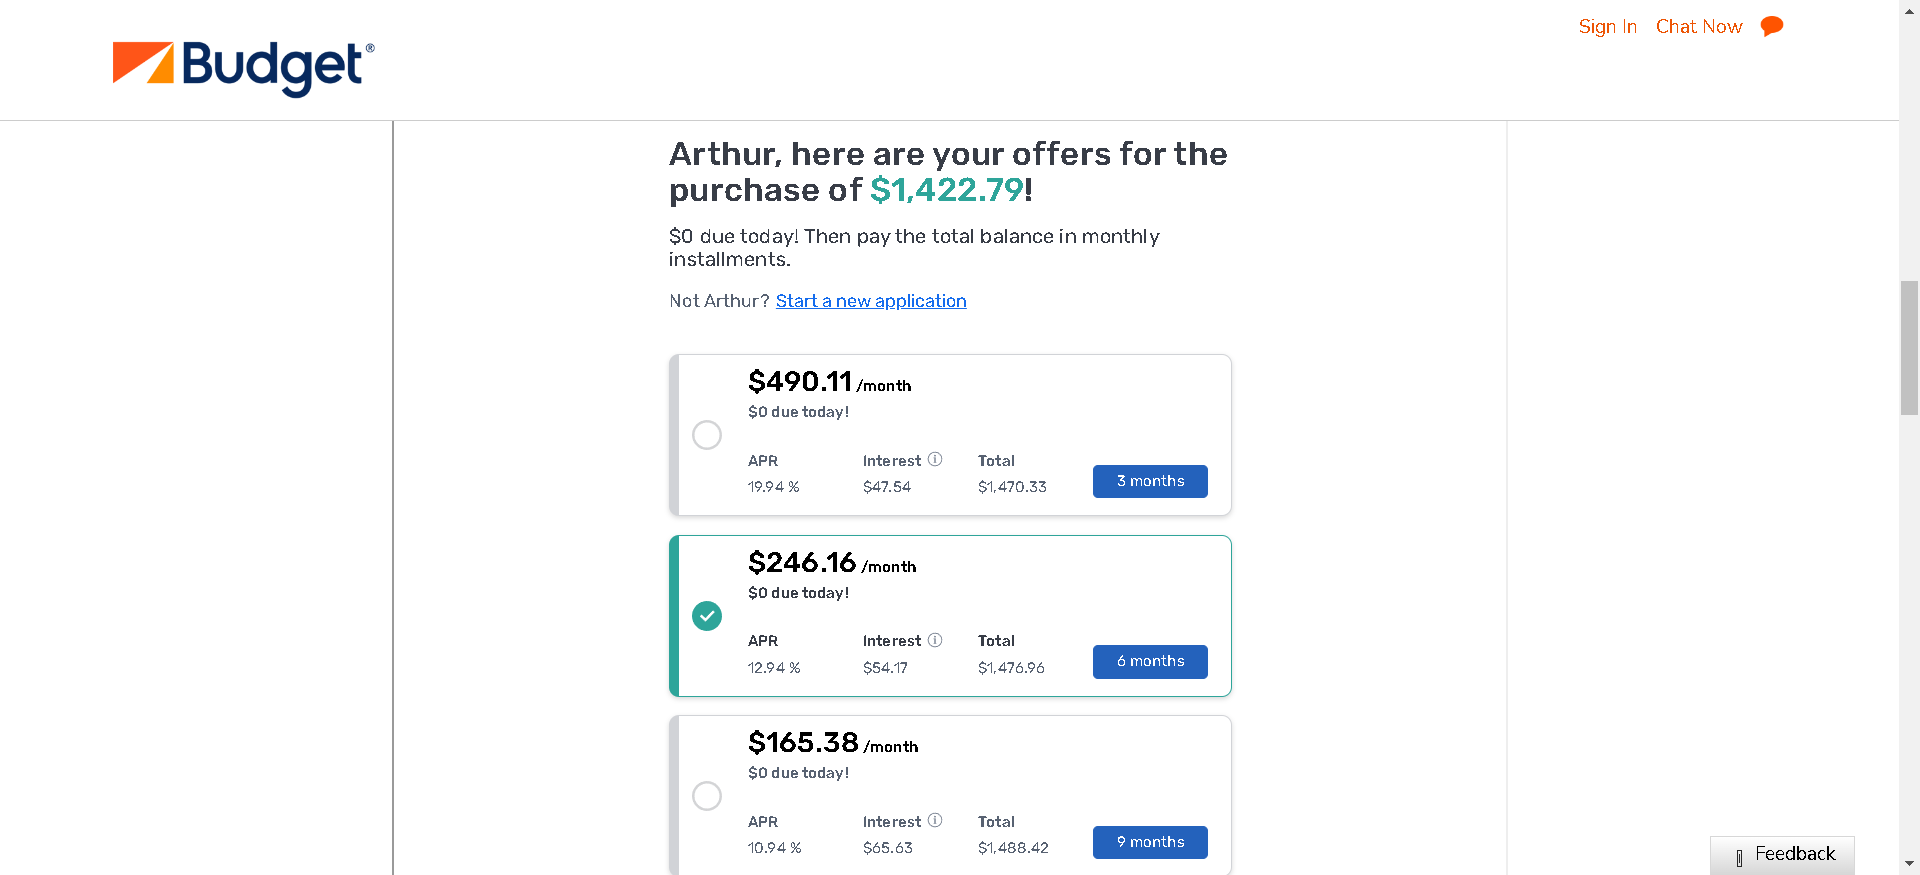 Sign In Chat Now
Budget®
Arthur, here are your offers for the
purchase of $1,422.79!
$0 due today! Then pay the total balance in monthly
installments.
Not Arthur? Start a new application
$490.11 /month
$0 due today!
APR Interest Total
19.94 % $47.54 $1,470.33 3 months
$246.16 /month
$0 due today!
APR Interest Total
12.94 % $54.17 $1,476.96 6 months
$165.38 /month
$0 due today!
APR Interest Total
10.94 % $65.63 $1,488.42 9 months
Feedback